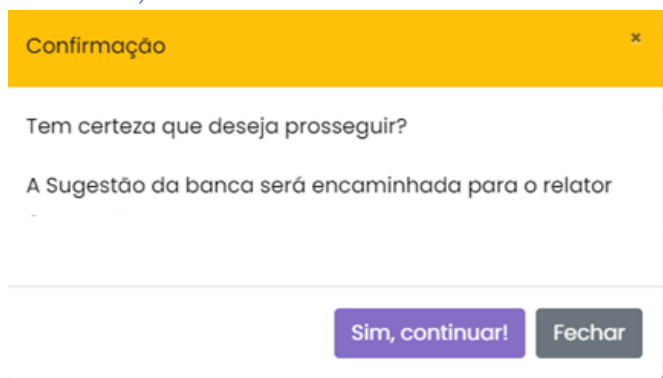 Confirmação
×
Tem certeza que deseja prosseguir?
A Sugestão da banca será encaminhada para o relator
Sim, continuar!
Fechar